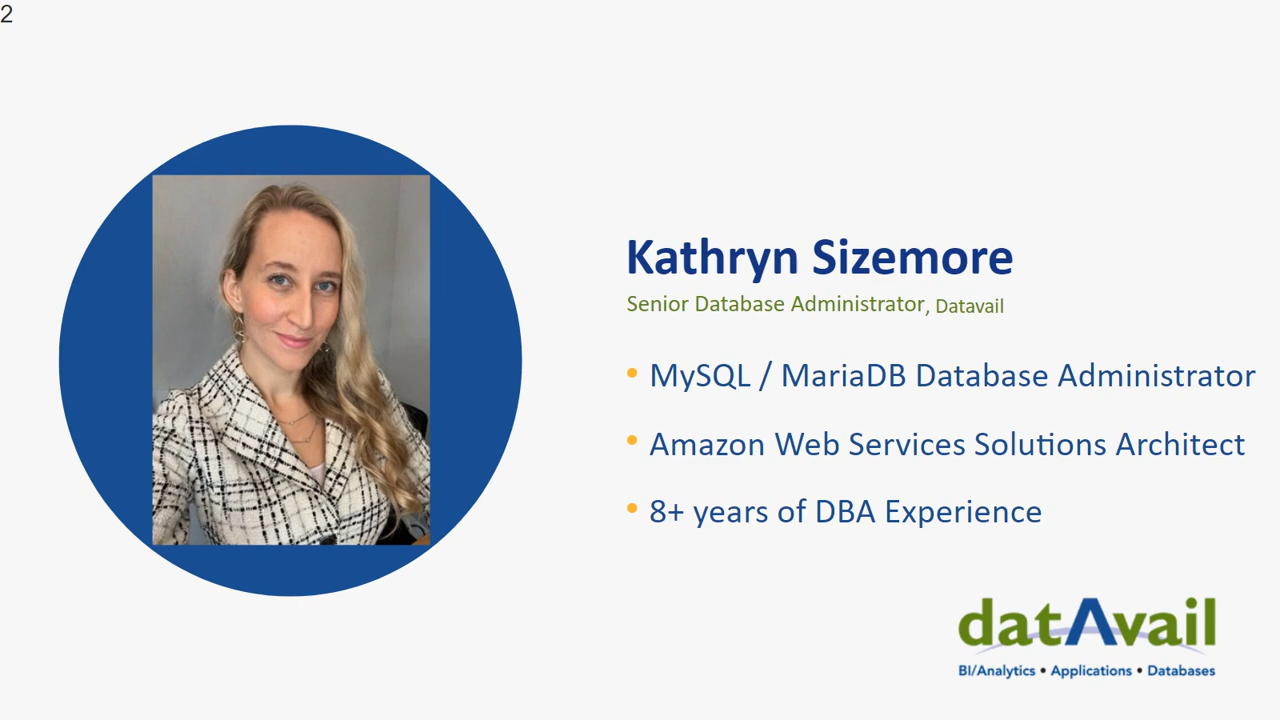 2
Kathryn Sizemore
Senior Database Administrator, Datavail
• MySQL / MariaDB Database Administrator
• Amazon Web Services Solutions Architect
• 8+ years of DBA Experience
datAvail
BI/Analytics • Applications • Databases